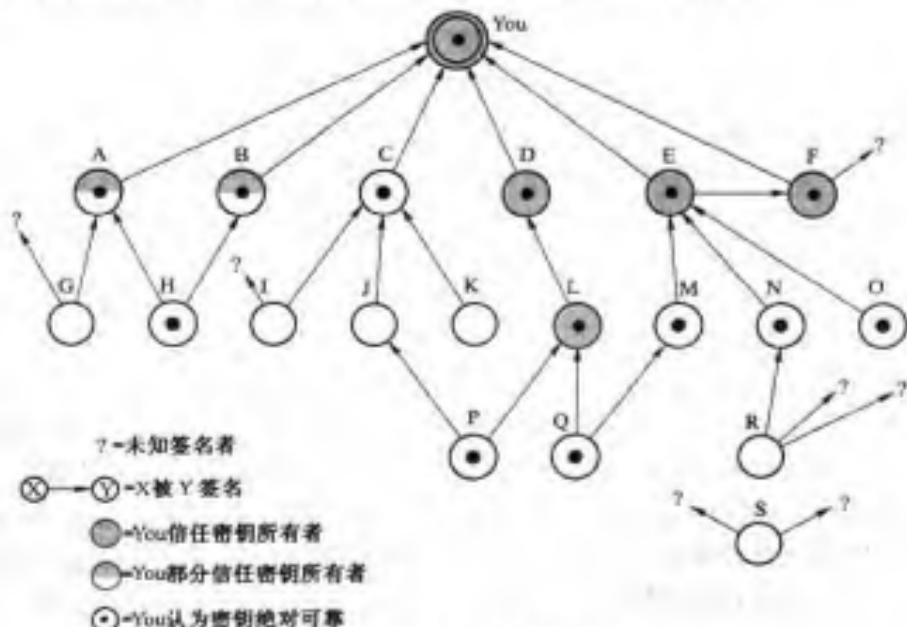 You
A B C D E F ?
?
G H ? I J K L M N O
P Q R ? ?
?=未知签名者
X Y =X被Y签名
? S ?
=You信任密钥所有者
=You部分信任密钥所有者
=You认为密钥绝对可靠